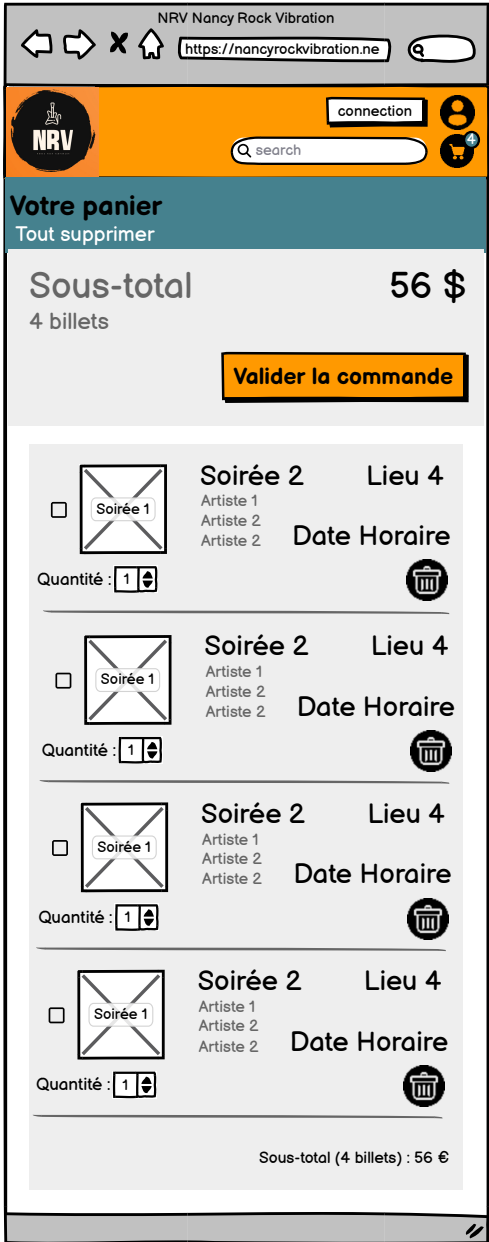 NRV Nancy Rock Vibration
https://nancyrockvibration.ne
connection
NRV
search
4
Votre panier
Tout supprimer
Sous-total
56 $
4 billets
Valider la commande
Soirée 2
Lieu 4
Soirée 1
Artiste 1
Artiste 2
Artiste 2
Date Horaire
Quantité : 1
Soirée 2
Lieu 4
Soirée 1
Artiste 1
Artiste 2
Artiste 2
Date Horaire
Quantité : 1
Soirée 2
Lieu 4
Soirée 1
Artiste 1
Artiste 2
Artiste 2
Date Horaire
Quantité : 1
Soirée 2
Lieu 4
Soirée 1
Artiste 1
Artiste 2
Artiste 2
Date Horaire
Quantité : 1
Sous-total (4 billets) : 56 €